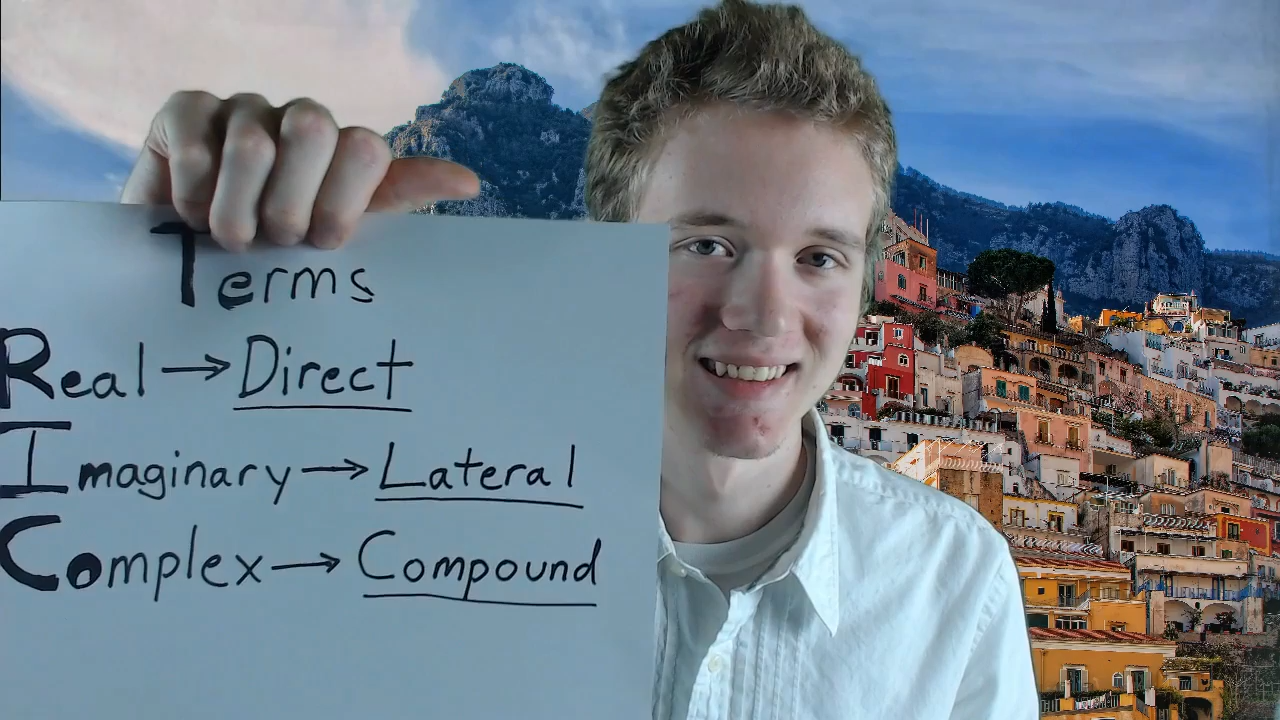 Terms
Real → Direct
Imaginary → Lateral
Complex → Compound